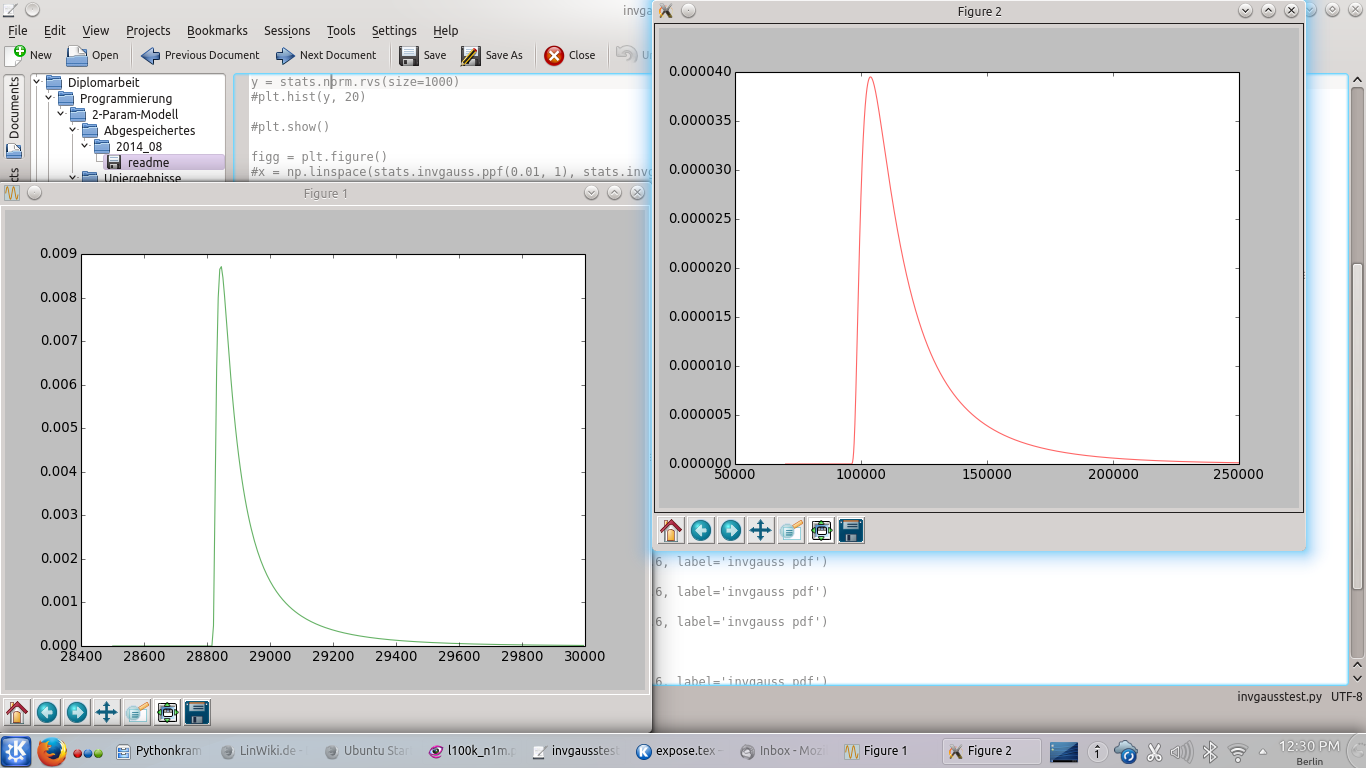 invg
Figure 2
File Edit View Projects Bookmarks Sessions Tools Settings Help
New Open Previous Document Next Document Save Save As Close Un
Documents
Diplomarbeit
Programmierung
2-Param-Modell
Abgespeichertes
2014_08
readme
Uniergebnisse
y = stats.norm.rvs(size=1000)
#plt.hist(y, 20)
#plt.show()
figg = plt.figure()
#x = np.linspace(stats.invgauss.ppf(0.01, 1), stats.invg
Figure 1
0.009
0.008
0.007
0.006
0.005
0.004
0.003
0.002
0.001
0.000
28400 28600 28800 29000 29200 29400 29600 29800 30000
0.000040
0.000035
0.000030
0.000025
0.000020
0.000015
0.000010
0.000005
0.000000
50000 100000 150000 200000 250000
6, label='invgauss pdf')
6, label='invgauss pdf')
6, label='invgauss pdf')
6, label='invgauss pdf')
invgausstest.py UTF-8
Pythonkram LinWiki.de - Ubuntu Star l100k_n1m.p invgausstest expose.tex - Inbox - Mozi Figure 1 Figure 2
12:30 PM
Berlin